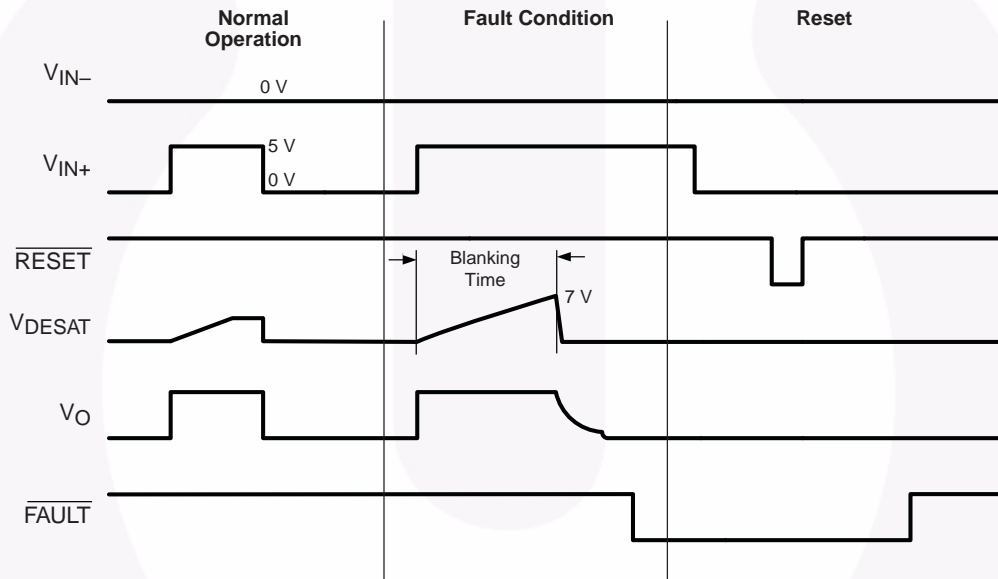 Normal
Operation
Fault Condition
Reset
VIN–
0 V
VIN+
5 V
0 V
RESET
Blanking
Time
7 V
VDESAT
VO
FAULT